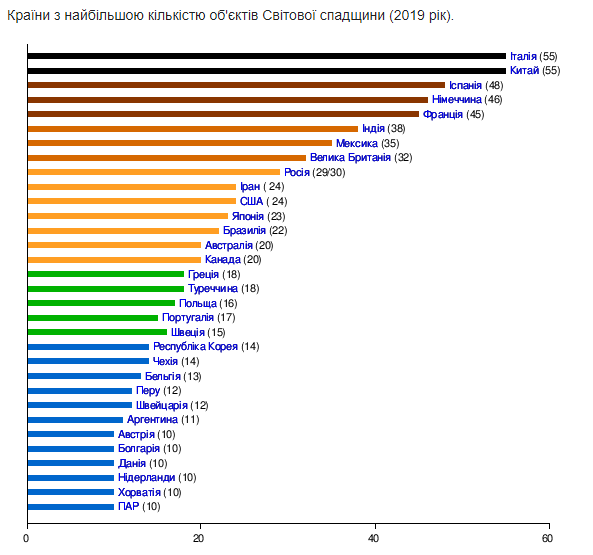 Країни з найбільшою кількістю об'єктів Світової спадщини (2019 рік).
Італія (55)
Китай (55)
Іспанія (48)
Німеччина (46)
Франція (45)
Індія (38)
Мексика (35)
Велика Британія (32)
Росія (29/30)
Іран ( 24)
США ( 24)
Японія (23)
Бразилія (22)
Австралія (20)
Канада (20)
Греція (18)
Туреччина (18)
Польща (16)
Португалія (17)
Швеція (15)
Республіка Корея (14)
Чехія (14)
Бельгія (13)
Перу (12)
Швейцарія (12)
Аргентина (11)
Австрія (10)
Болгарія (10)
Данія (10)
Нідерланди (10)
Хорватія (10)
ПАР (10)
0 20 40 60